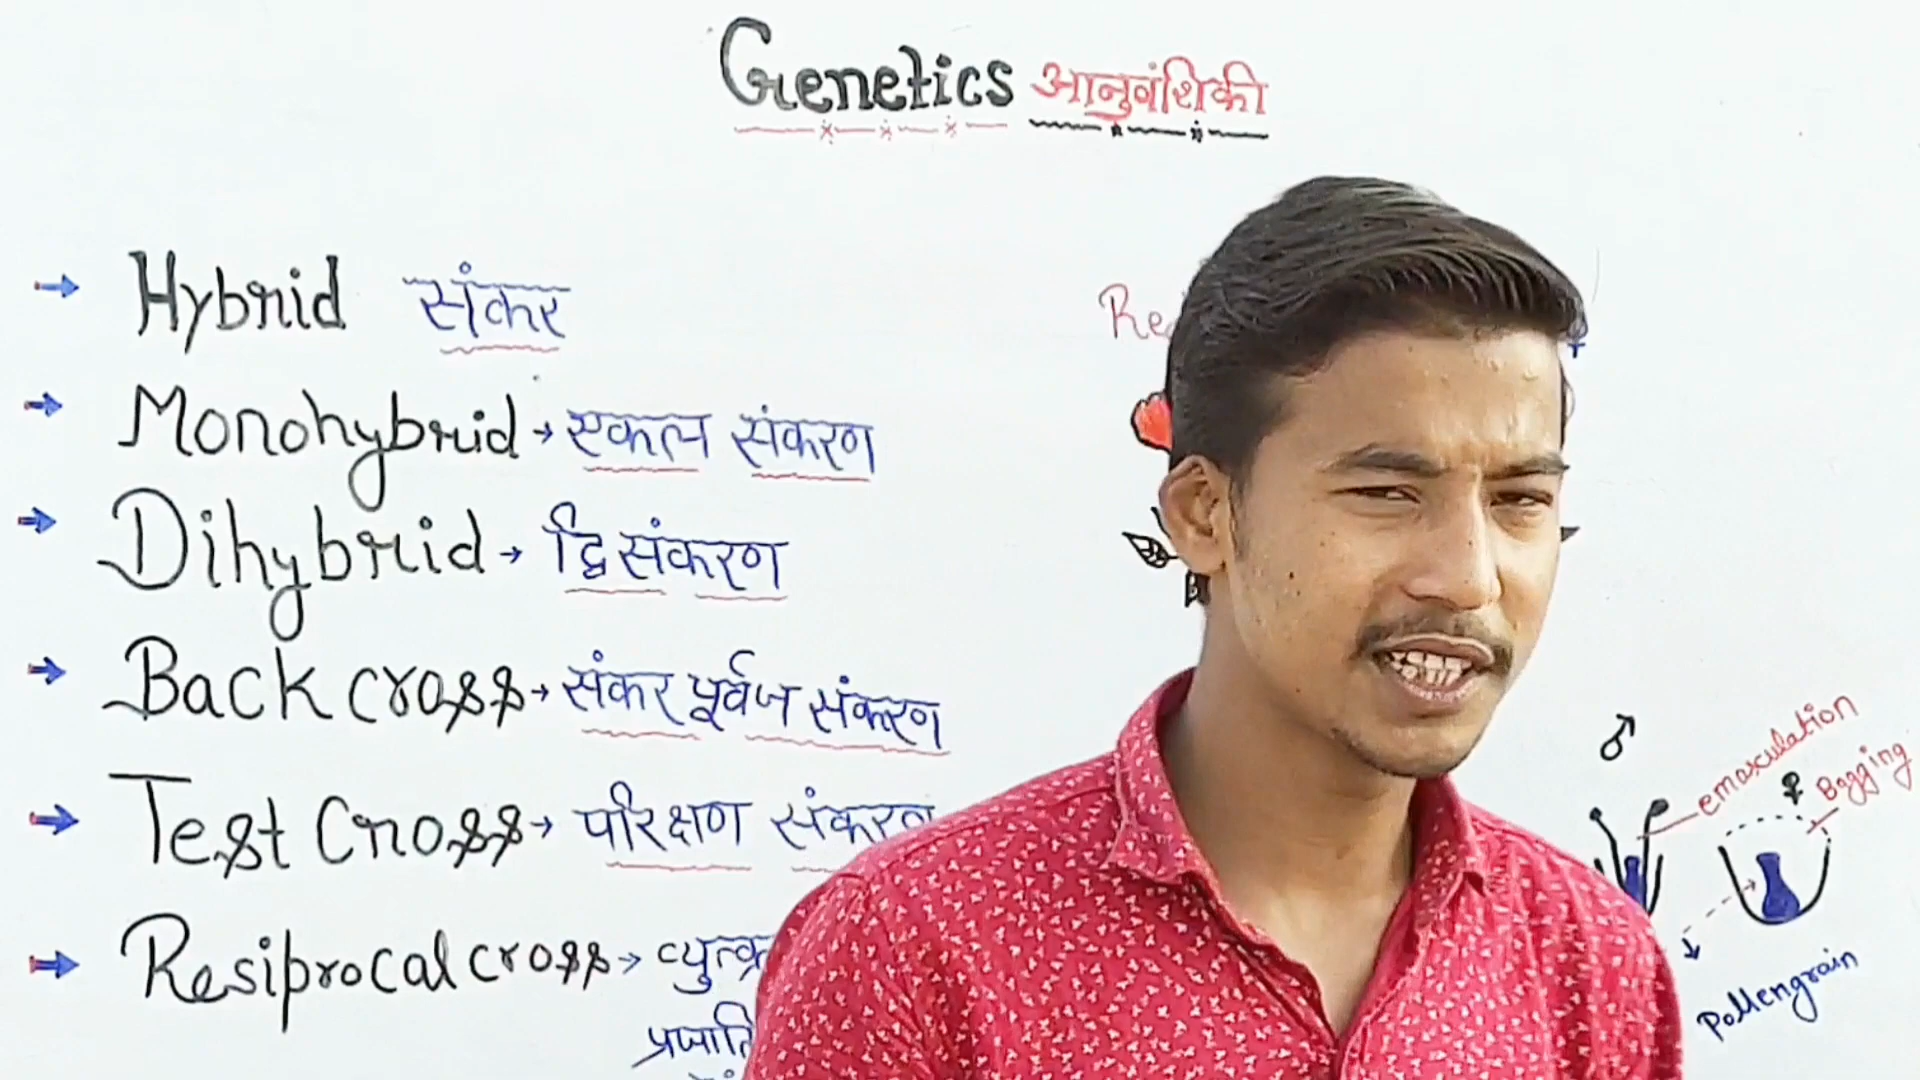 Genetics आनुवंशिकी
→ Hybrid संकर
→ Monohybrid → एकल संकरण
→ Dihybrid → द्वि संकरण
→ Back cross → संकर पूर्वज संकरण
→ Test Cross → परिक्षण संकरण
→ Resiprocal cross →
♂
emasculation
♀ Bagging
Pollengrain